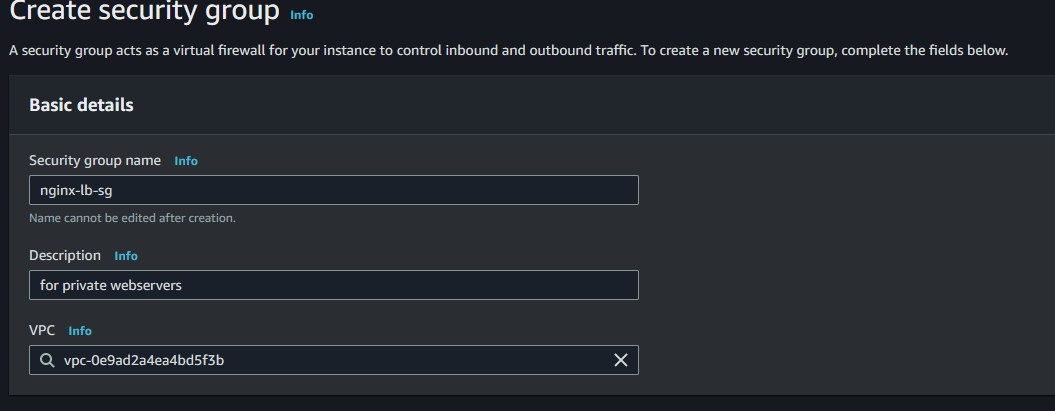 Create security group Info
A security group acts as a virtual firewall for your instance to control inbound and outbound traffic. To create a new security group, complete the fields below.
Basic details
Security group name Info
nginx-lb-sg
Name cannot be edited after creation.
Description Info
for private webservers
VPC Info
vpc-0e9ad2a4ea4bd5f3b